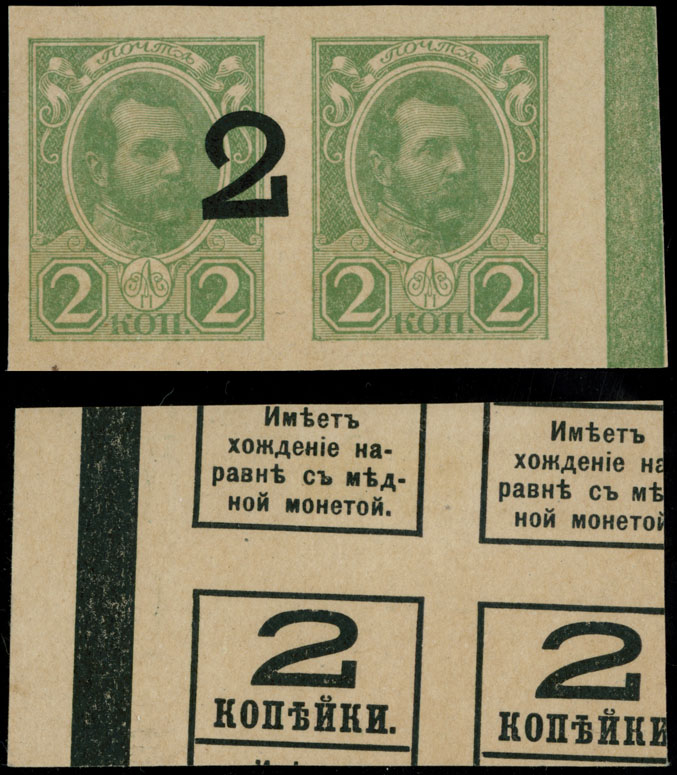 ПОЧТА
ПОЧТА
2
2 2
КОП.
2 2
КОП.
Имѣетъ
хожденіе на-
равнѣ съ мѣд-
ной монетой.
Имѣетъ
хожденіе на
равнѣ съ мѣ
ной монетой
2
КОПѢЙКИ.
2
КОПѢЙКИ